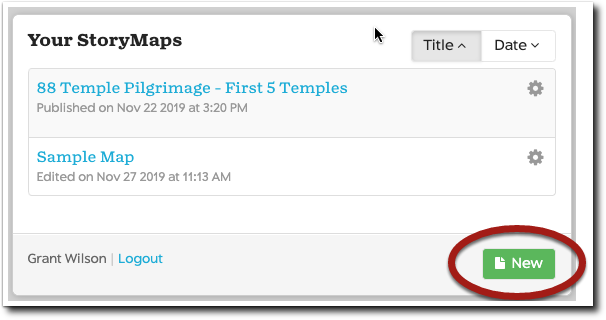 Your StoryMaps
Title Date
88 Temple Pilgrimage - First 5 Temples
Published on Nov 22 2019 at 3:20 PM
Sample Map
Edited on Nov 27 2019 at 11:13 AM
Grant Wilson | Logout
New